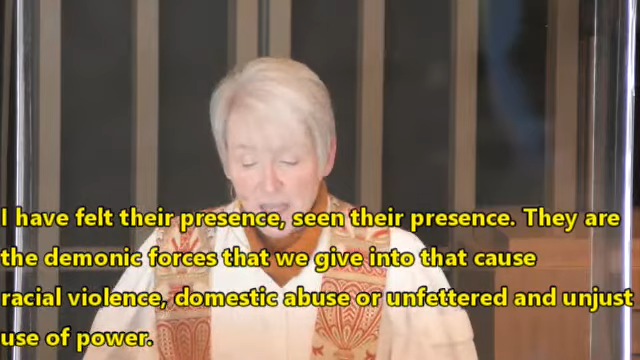 I have felt their presence, seen their presence. They are
the demonic forces that we give into that cause
racial violence, domestic abuse or unfettered and unjust
use of power.